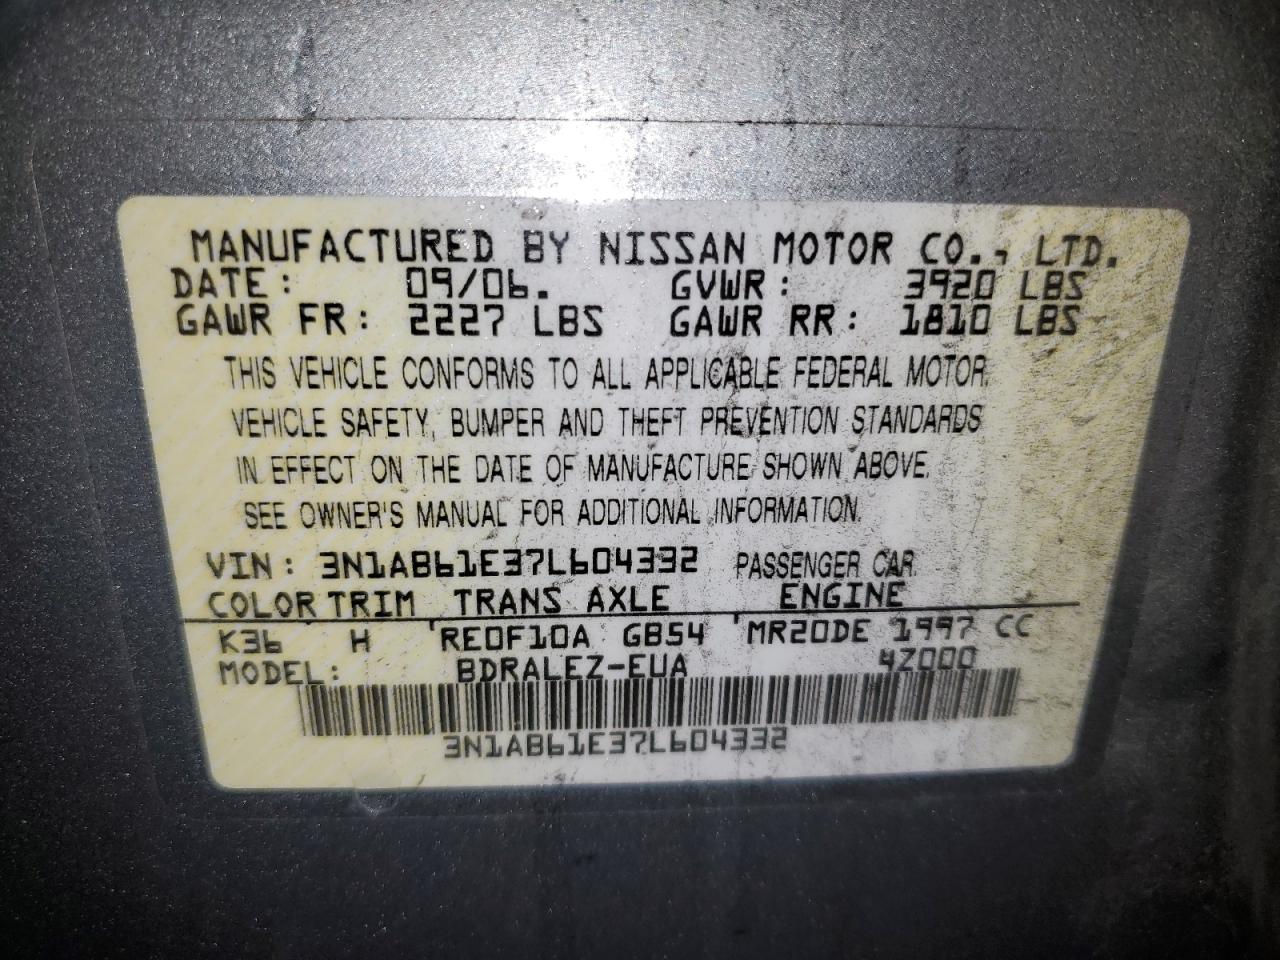 MANUFACTURED BY NISSAN MOTOR CO., LTD.
DATE: 09/06. GVWR: 3920 LBS
GAWR FR: 2227 LBS GAWR RR: 1810 LBS
THIS VEHICLE CONFORMS TO ALL APPLICABLE FEDERAL MOTOR
VEHICLE SAFETY, BUMPER AND THEFT PREVENTION STANDARDS
IN EFFECT ON THE DATE OF MANUFACTURE SHOWN ABOVE.
SEE OWNER'S MANUAL FOR ADDITIONAL INFORMATION.
VIN: 3N1AB61E37L604332 PASSENGER CAR
COLOR TRIM TRANS AXLE ENGINE
K36 H RE0F10A GB54 MR20DE 1997 CC
MODEL: BDRALEZ-EUA 4Z000
3N1AB61E37L604332